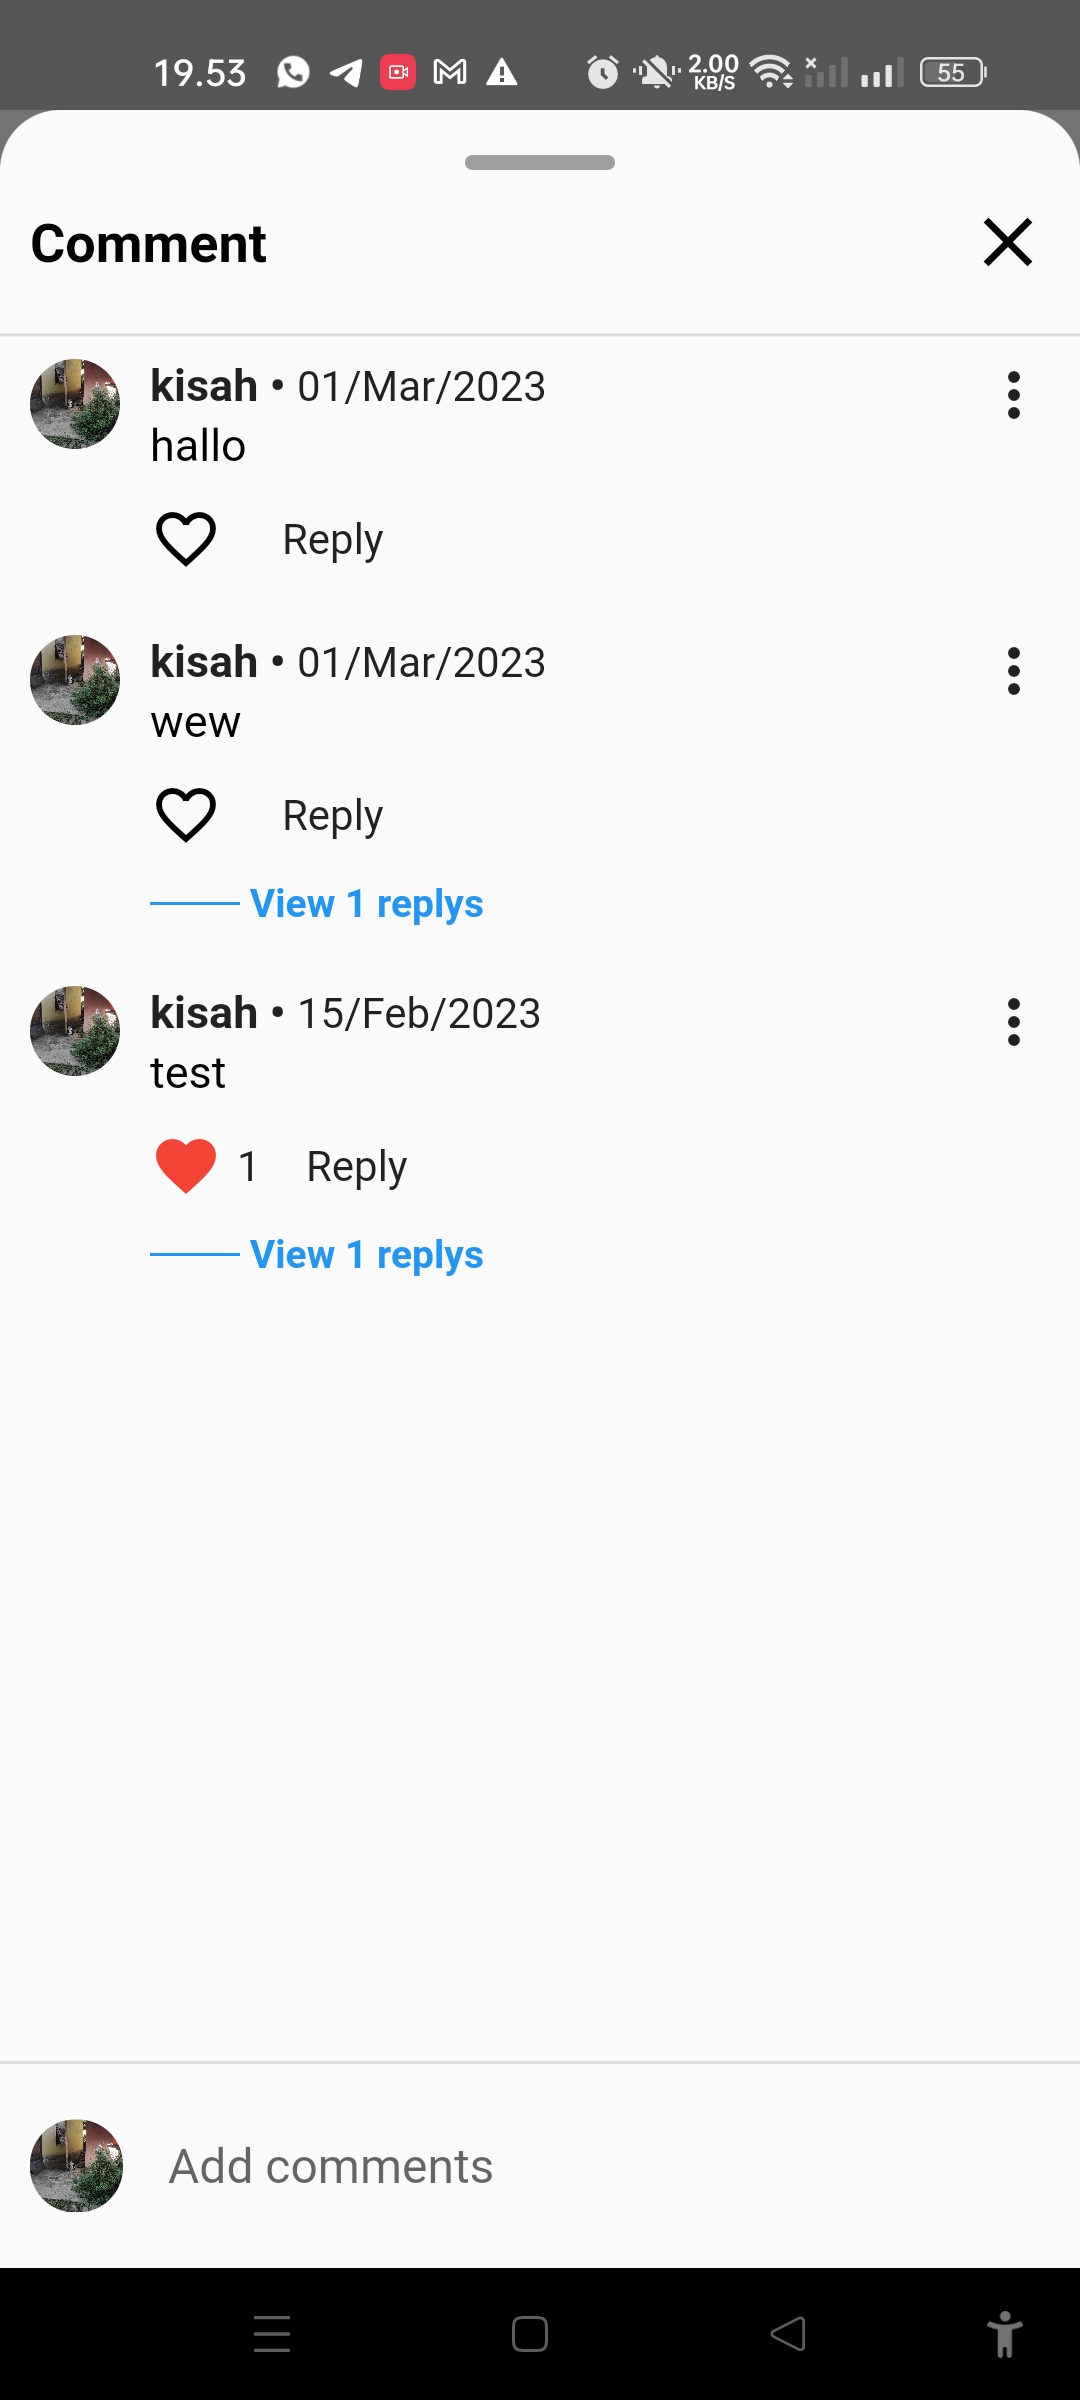 19.53 2.00 KB/S 55
Comment
kisah • 01/Mar/2023
hallo
Reply
kisah • 01/Mar/2023
wew
Reply
View 1 replys
kisah • 15/Feb/2023
test
1 Reply
View 1 replys
Add comments